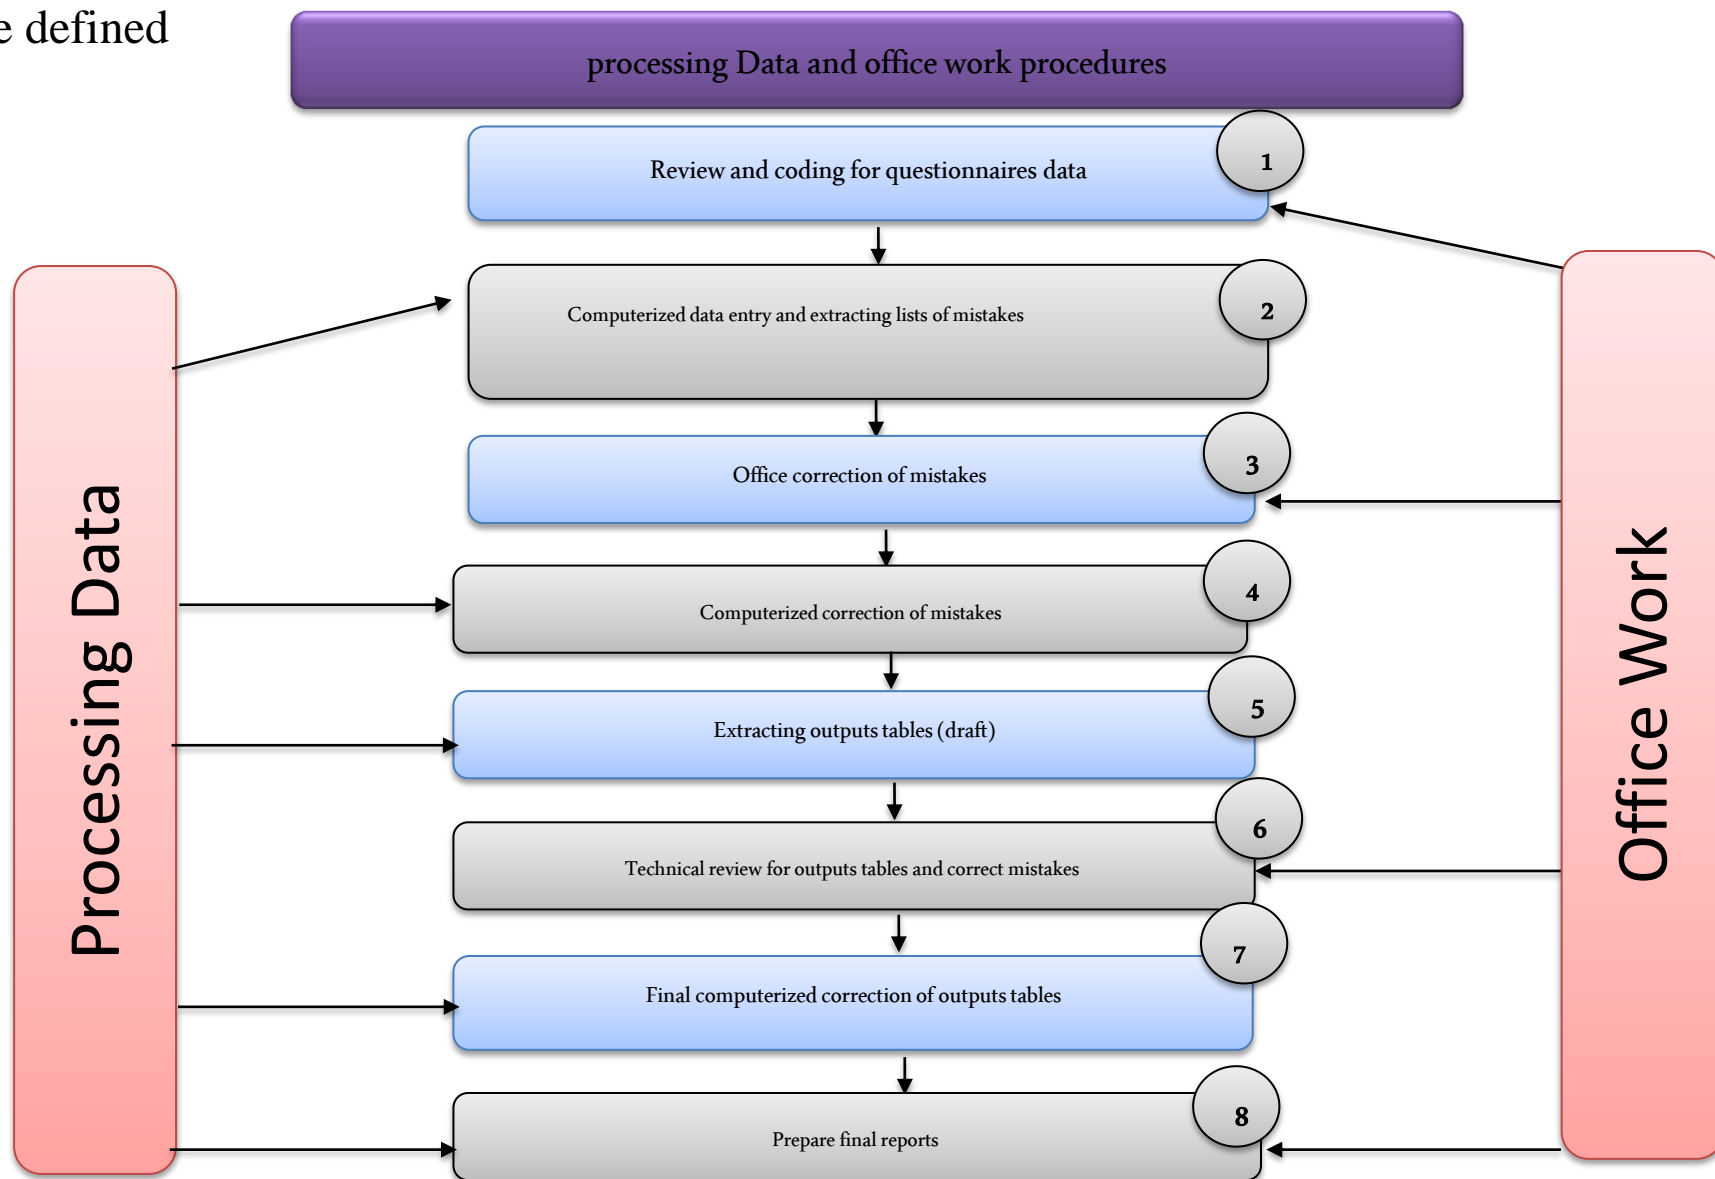 e defined
processing Data and office work procedures
1
Review and coding for questionnaires data
2
Computerized data entry and extracting lists of mistakes
3
Office correction of mistakes
4
Computerized correction of mistakes
5
Extracting outputs tables (draft)
6
Technical review for outputs tables and correct mistakes
7
Final computerized correction of outputs tables
8
Prepare final reports
Processing Data
Office Work